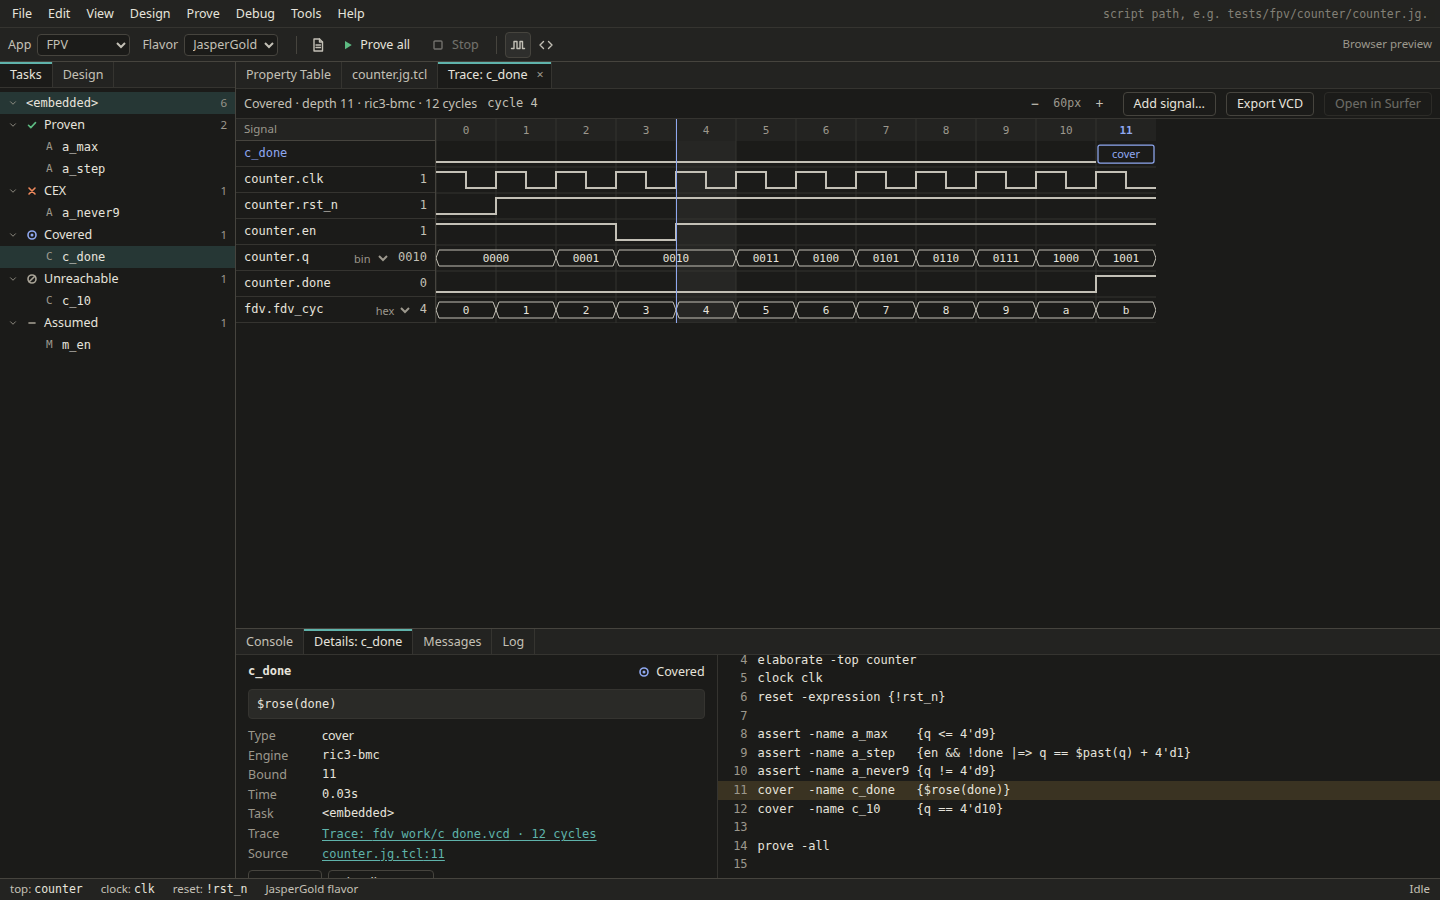 File Edit View Design Prove Debug Tools Help script path, e.g. tests/fpv/counter/counter.jg.
App FPV Flavor JasperGold Prove all Stop Browser preview
Tasks Design
<embedded> 6
Proven 2
A a_max
A a_step
CEX 1
A a_never9
Covered 1
C c_done
Unreachable 1
C c_10
Assumed 1
M m_en
Property Table counter.jg.tcl Trace: c_done ×
Covered · depth 11 · ric3-bmc · 12 cycles cycle 4 − 60px + Add signal... Export VCD Open in Surfer
Signal 0 1 2 3 4 5 6 7 8 9 10 11
c_done cover
counter.clk 1
counter.rst_n 1
counter.en 1
counter.q bin 0010 0000 0001 0010 0011 0100 0101 0110 0111 1000 1001
counter.done 0
fdv.fdv_cyc hex 4 0 1 2 3 4 5 6 7 8 9 a b
Console Details: c_done Messages Log
c_done Covered
$rose(done)
Type cover
Engine ric3-bmc
Bound 11
Time 0.03s
Task <embedded>
Trace Trace: fdv_work/c_done.vcd · 12 cycles
Source counter.jg.tcl:11
4 elaborate -top counter
5 clock clk
6 reset -expression {!rst_n}
7
8 assert -name a_max {q <= 4'd9}
9 assert -name a_step {en && !done |=> q == $past(q) + 4'd1}
10 assert -name a_never9 {q != 4'd9}
11 cover -name c_done {$rose(done)}
12 cover -name c_10 {q == 4'd10}
13
14 prove -all
15
top: counter clock: clk reset: !rst_n JasperGold flavor Idle